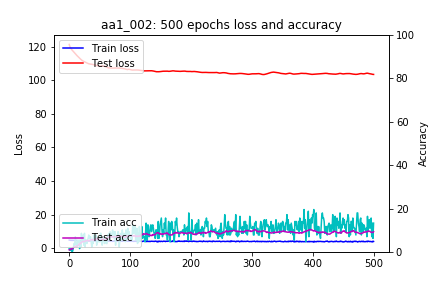 aa1_002: 500 epochs loss and accuracy
120
100
80
60
40
20
0
Loss
Train loss
Test loss
Train acc
Test acc
100
80
60
40
20
0
Accuracy
0
100
200
300
400
500